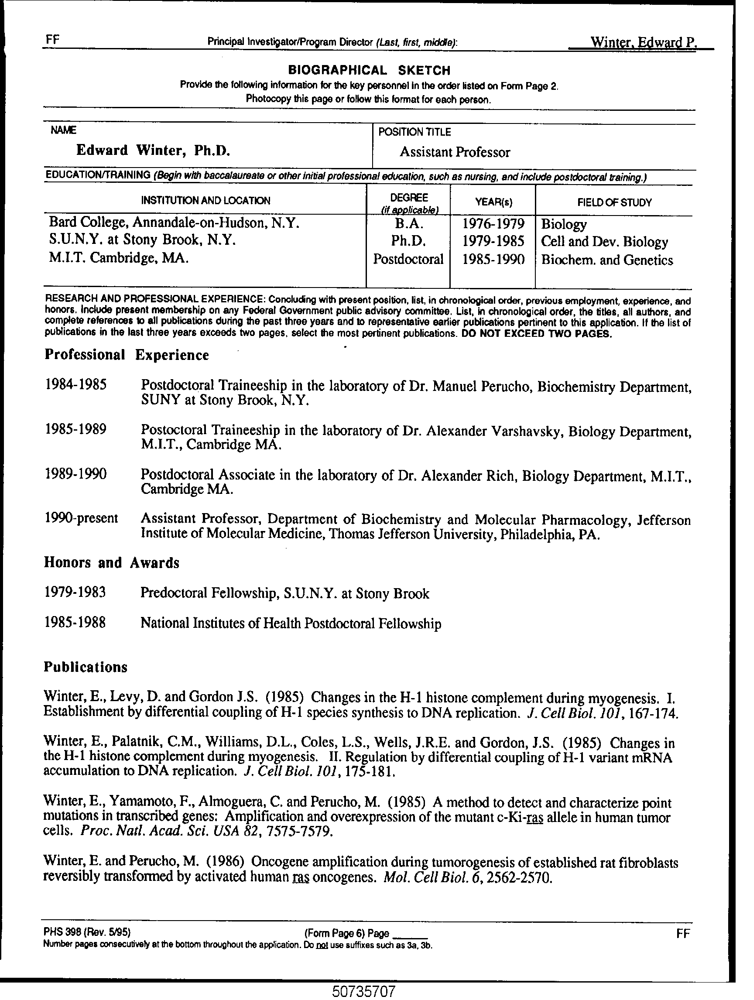 FF Principal Investigator/Program Director (Last, first, middle): Winter, Edward P.
BIOGRAPHICAL SKETCH
Provide the following information for the key personnel in the order listed on Form Page 2.
Photocopy this page or follow this format for each person.
NAME POSITION TITLE
Edward Winter, Ph.D. Assistant Professor
EDUCATION/TRAINING (Begin with baccalaureate or other initial professional education, such as nursing, and include postdoctoral training.)
INSTITUTION AND LOCATION DEGREE (if applicable) YEAR(s) FIELD OF STUDY
Bard College, Annandale-on-Hudson, N.Y. B.A. 1976-1979 Biology
S.U.N.Y. at Stony Brook, N.Y. Ph.D. 1979-1985 Cell and Dev. Biology
M.I.T. Cambridge, MA. Postdoctoral 1985-1990 Biochem. and Genetics
RESEARCH AND PROFESSIONAL EXPERIENCE: Concluding with present position, list, in chronological order, previous employment, experience, and
honors. Include present membership on any Federal Government public advisory committee. List, in chronological order, the titles, all authors, and
complete references to all publications during the past three years and to representative earlier publications pertinent to this application. If the list of
publications in the last three years exceeds two pages, select the most pertinent publications. DO NOT EXCEED TWO PAGES.
Professional Experience
1984-1985 Postdoctoral Traineeship in the laboratory of Dr. Manuel Perucho, Biochemistry Department,
SUNY at Stony Brook, N.Y.
1985-1989 Postoctoral Traineeship in the laboratory of Dr. Alexander Varshavsky, Biology Department,
M.I.T., Cambridge MA.
1989-1990 Postdoctoral Associate in the laboratory of Dr. Alexander Rich, Biology Department, M.I.T.,
Cambridge MA.
1990-present Assistant Professor, Department of Biochemistry and Molecular Pharmacology, Jefferson
Institute of Molecular Medicine, Thomas Jefferson University, Philadelphia, PA.
Honors and Awards
1979-1983 Predoctoral Fellowship, S.U.N.Y. at Stony Brook
1985-1988 National Institutes of Health Postdoctoral Fellowship
Publications
Winter, E., Levy, D. and Gordon J.S. (1985) Changes in the H-1 histone complement during myogenesis. I.
Establishment by differential coupling of H-1 species synthesis to DNA replication. J. Cell Biol. 101, 167-174.
Winter, E., Palatnik, C.M., Williams, D.L., Coles, L.S., Wells, J.R.E. and Gordon, J.S. (1985) Changes in
the H-1 histone complement during myogenesis. II. Regulation by differential coupling of H-1 variant mRNA
accumulation to DNA replication. J. Cell Biol. 101, 175-181.
Winter, E., Yamamoto, F., Almoguera, C. and Perucho, M. (1985) A method to detect and characterize point
mutations in transcribed genes: Amplification and overexpression of the mutant c-Ki-ras allele in human tumor
cells. Proc. Natl. Acad. Sci. USA 82, 7575-7579.
Winter, E. and Perucho, M. (1986) Oncogene amplification during tumorogenesis of established rat fibroblasts
reversibly transformed by activated human ras oncogenes. Mol. Cell Biol. 6, 2562-2570.
PHS 398 (Rev. 5/95) (Form Page 6) Page ______ FF
Number pages consecutively at the bottom throughout the application. Do not use suffixes such as 3a, 3b.
50735707